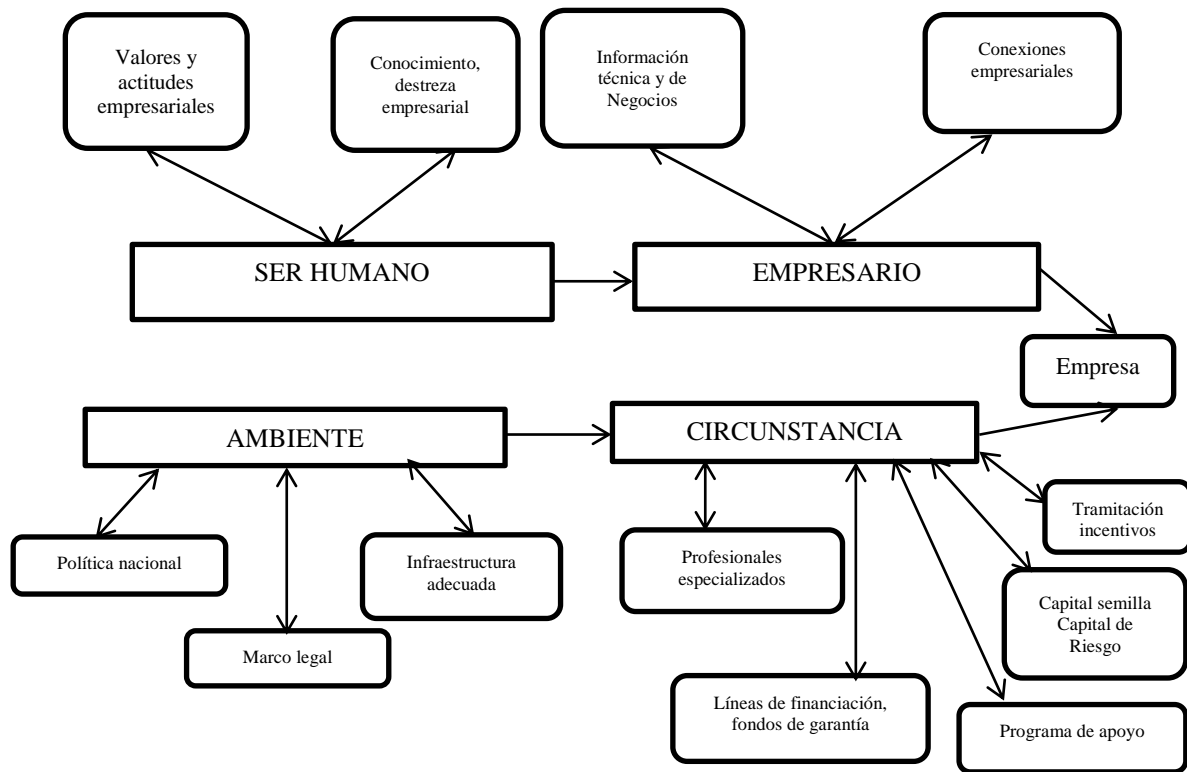 Valores y
actitudes
empresariales
Conocimiento,
destreza
empresarial
Información
técnica y de
Negocios
Conexiones
empresariales
SER HUMANO
EMPRESARIO
Empresa
AMBIENTE
CIRCUNSTANCIA
Política nacional
Infraestructura
adecuada
Marco legal
Profesionales
especializados
Tramitación
incentivos
Capital semilla
Capital de
Riesgo
Líneas de financiación,
fondos de garantía
Programa de apoyo